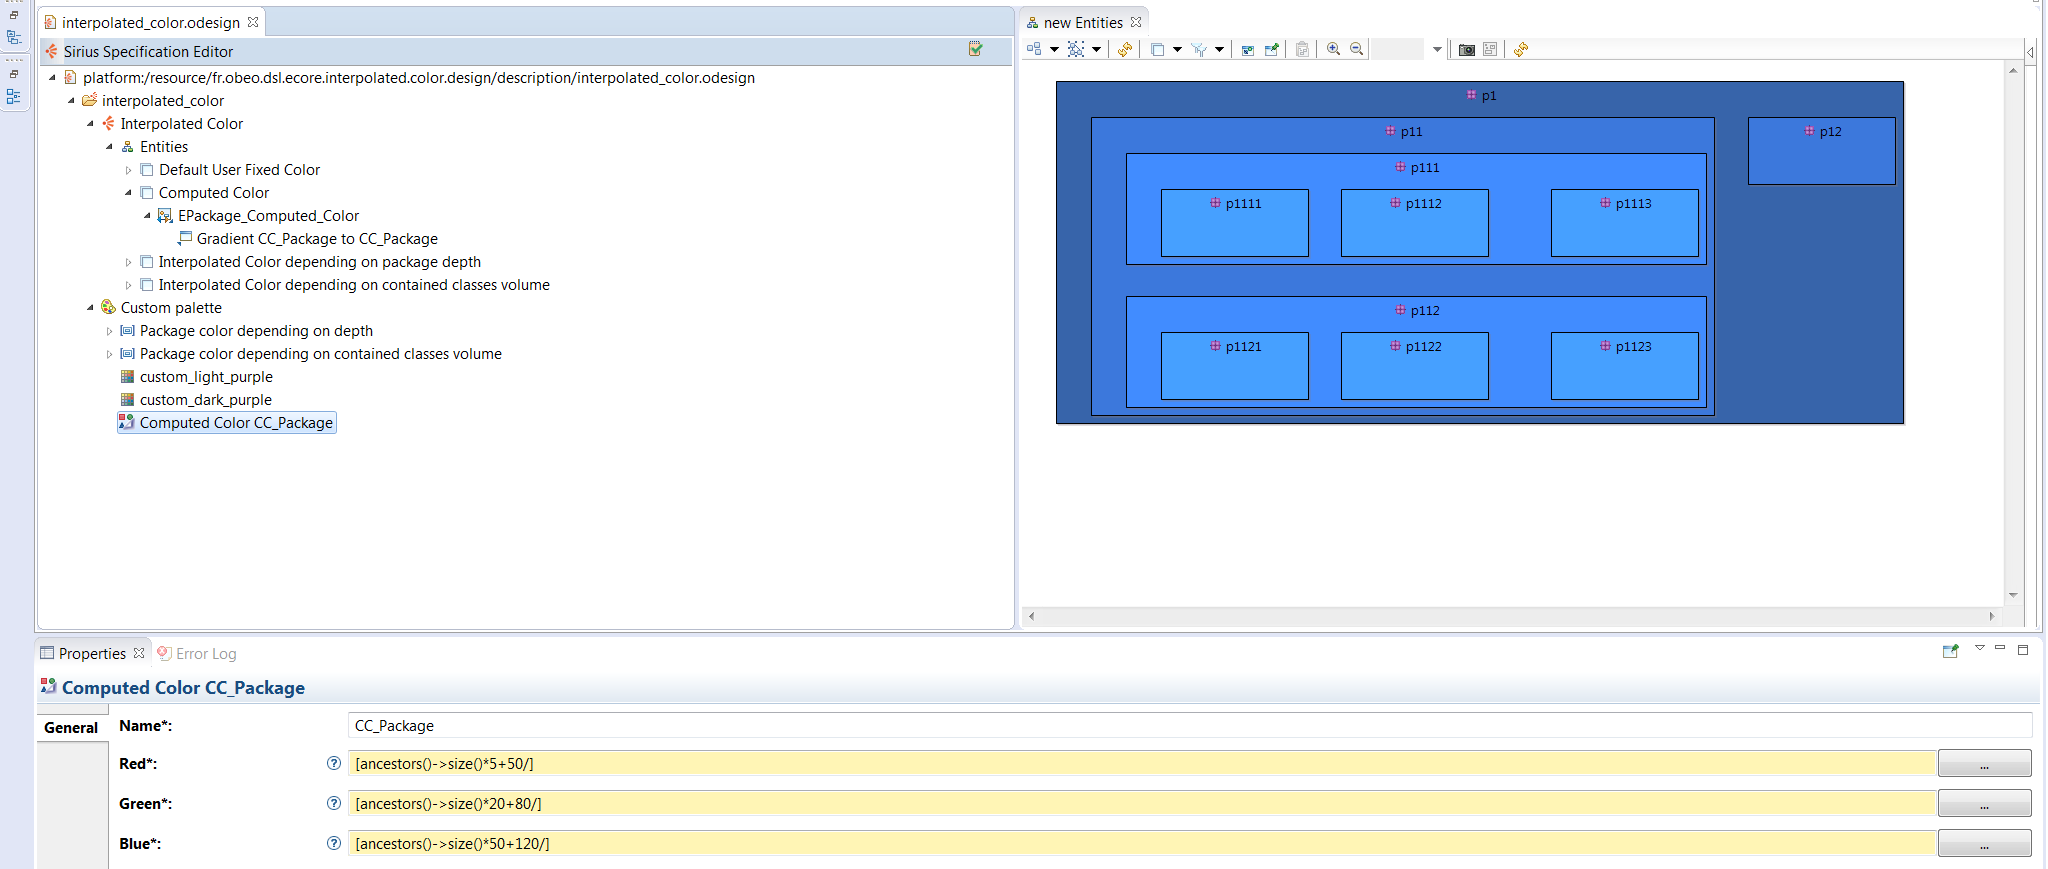 interpolated_color.odesign
Sirius Specification Editor
platform:/resource/fr.obeo.dsl.ecore.interpolated.color.design/description/interpolated_color.odesign
interpolated_color
Interpolated Color
Entities
Default User Fixed Color
Computed Color
EPackage_Computed_Color
Gradient CC_Package to CC_Package
Interpolated Color depending on package depth
Interpolated Color depending on contained classes volume
Custom palette
Package color depending on depth
Package color depending on contained classes volume
custom_light_purple
custom_dark_purple
Computed Color CC_Package
new Entities
p1
p11
p12
p111
p1111
p1112
p1113
p112
p1121
p1122
p1123
Properties
Error Log
Computed Color CC_Package
General
Name*:
CC_Package
Red*:
[ancestors()->size()*5+50/]
...
Green*:
[ancestors()->size()*20+80/]
...
Blue*:
[ancestors()->size()*50+120/]
...